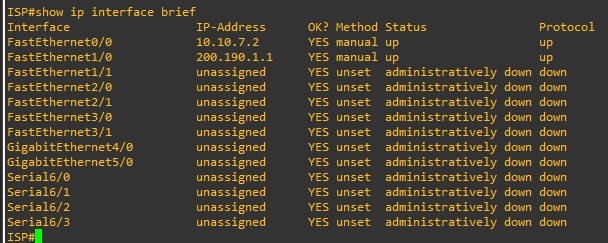 ISP#show ip interface brief
Interface IP-Address OK? Method Status Protocol
FastEthernet0/0 10.10.7.2 YES manual up up
FastEthernet1/0 200.190.1.1 YES manual up up
FastEthernet1/1 unassigned YES unset administratively down down
FastEthernet2/0 unassigned YES unset administratively down down
FastEthernet2/1 unassigned YES unset administratively down down
FastEthernet3/0 unassigned YES unset administratively down down
FastEthernet3/1 unassigned YES unset administratively down down
GigabitEthernet4/0 unassigned YES unset administratively down down
GigabitEthernet5/0 unassigned YES unset administratively down down
Serial6/0 unassigned YES unset administratively down down
Serial6/1 unassigned YES unset administratively down down
Serial6/2 unassigned YES unset administratively down down
Serial6/3 unassigned YES unset administratively down down
ISP#